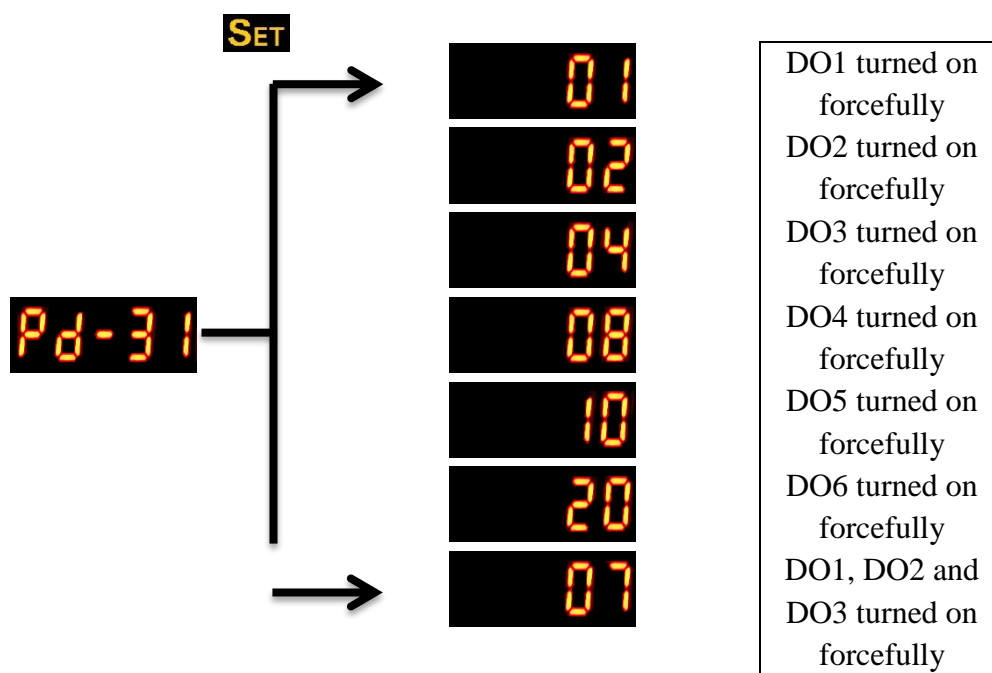 SET
01
02
04
Pd-31
08
10
20
07
DO1 turned on
forcefully
DO2 turned on
forcefully
DO3 turned on
forcefully
DO4 turned on
forcefully
DO5 turned on
forcefully
DO6 turned on
forcefully
DO1, DO2 and
DO3 turned on
forcefully